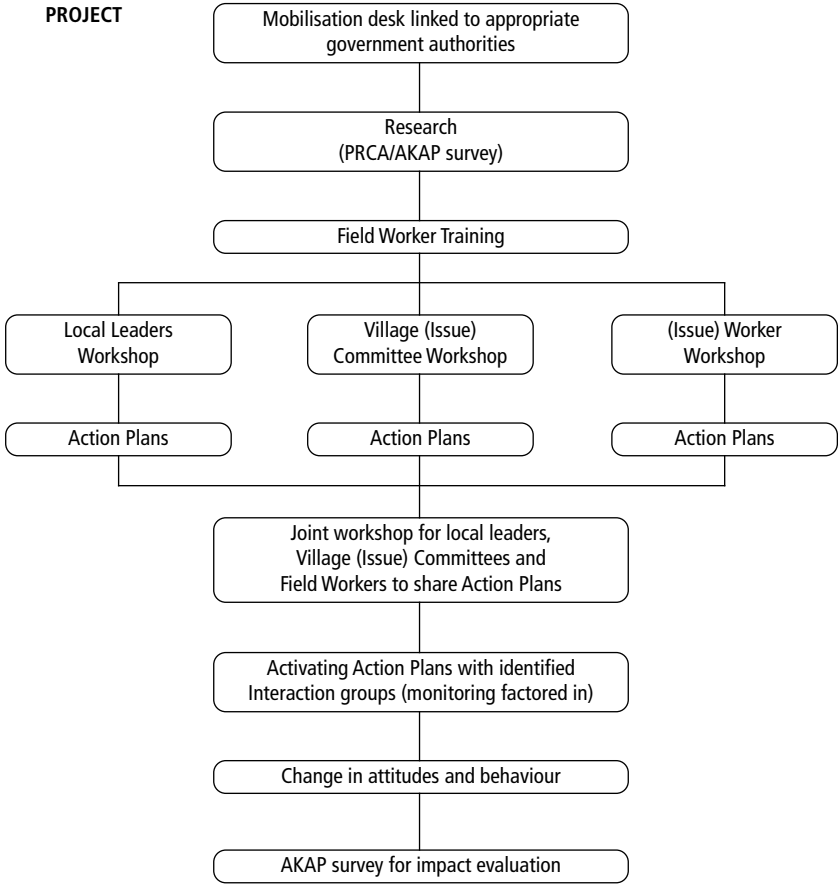 PROJECT
Mobilisation desk linked to appropriate
government authorities
Research
(PRCA/AKAP survey)
Field Worker Training
Local Leaders
Workshop
Village (Issue)
Committee Workshop
(Issue) Worker
Workshop
Action Plans
Action Plans
Action Plans
Joint workshop for local leaders,
Village (Issue) Committees and
Field Workers to share Action Plans
Activating Action Plans with identified
Interaction groups (monitoring factored in)
Change in attitudes and behaviour
AKAP survey for impact evaluation